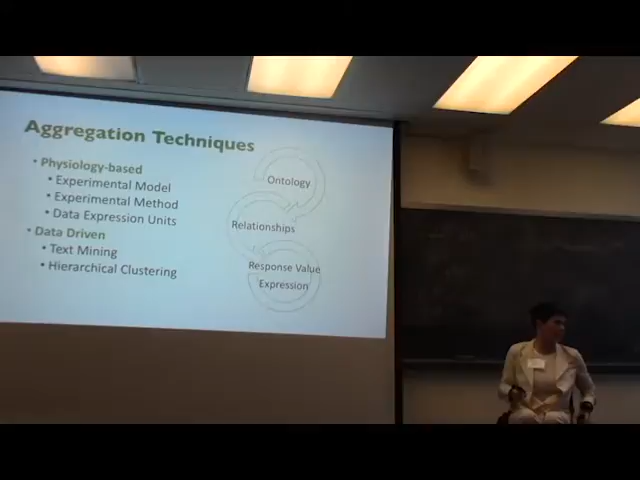 Aggregation Techniques
• Physiology-based
• Experimental Model
• Experimental Method
• Data Expression Units
• Data Driven
• Text Mining
• Hierarchical Clustering
Ontology
Relationships
Response Value
Expression